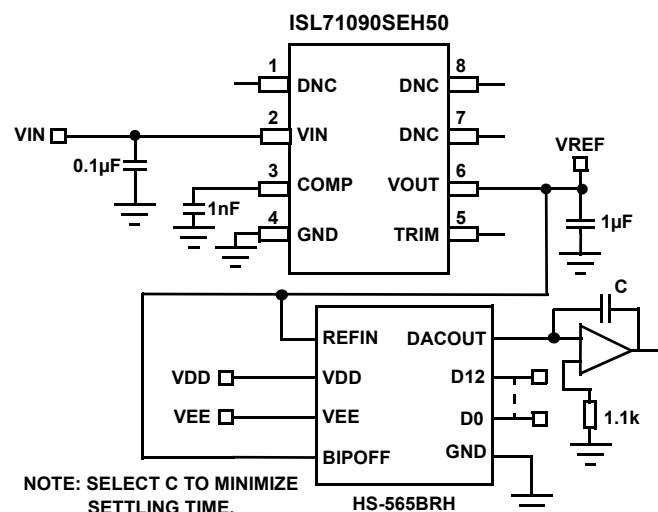 ISL71090SEH50
1
DNC
DNC
8
VIN
2
VIN
DNC
7
0.1µF
VREF
3
COMP
VOUT
6
1nF
1µF
4
GND
TRIM
5
C
REFIN
DACOUT
VDD
VDD
D12
VEE
VEE
D0
1.1k
BIPOFF
GND
NOTE: SELECT C TO MINIMIZE
SETTLING TIME.
HS-565BRH